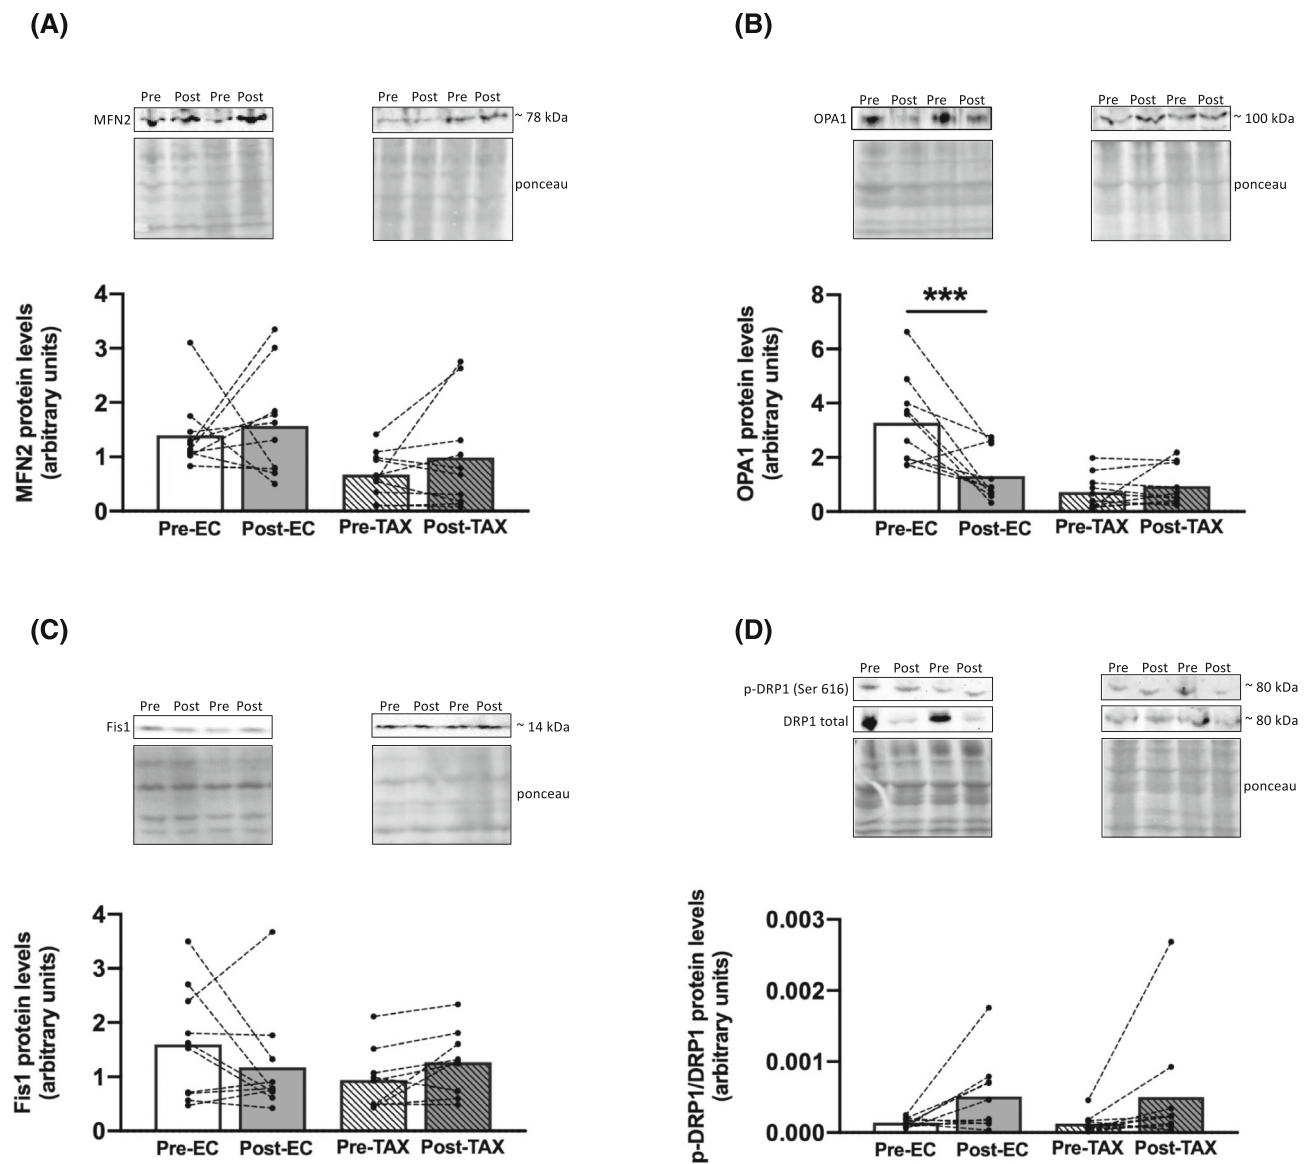 (A)
Pre Post Pre Post
Pre Post Pre Post
MFN2
~ 78 kDa
ponceau
MFN2 protein levels
(arbitrary units)
4
3
2
1
0
Pre-EC Post-EC Pre-TAX Post-TAX
(B)
Pre Post Pre Post
Pre Post Pre Post
OPA1
~ 100 kDa
ponceau
OPA1 protein levels
(arbitrary units)
8
6
4
2
0
***
Pre-EC Post-EC Pre-TAX Post-TAX
(C)
Pre Post Pre Post
Pre Post Pre Post
Fis1
~ 14 kDa
ponceau
Fis1 protein levels
(arbitrary units)
4
3
2
1
0
Pre-EC Post-EC Pre-TAX Post-TAX
(D)
Pre Post Pre Post
Pre Post Pre Post
p-DRP1 (Ser 616)
~ 80 kDa
DRP1 total
~ 80 kDa
ponceau
p-DRP1/DRP1 protein levels
(arbitrary units)
0.003
0.002
0.001
0.000
Pre-EC Post-EC Pre-TAX Post-TAX